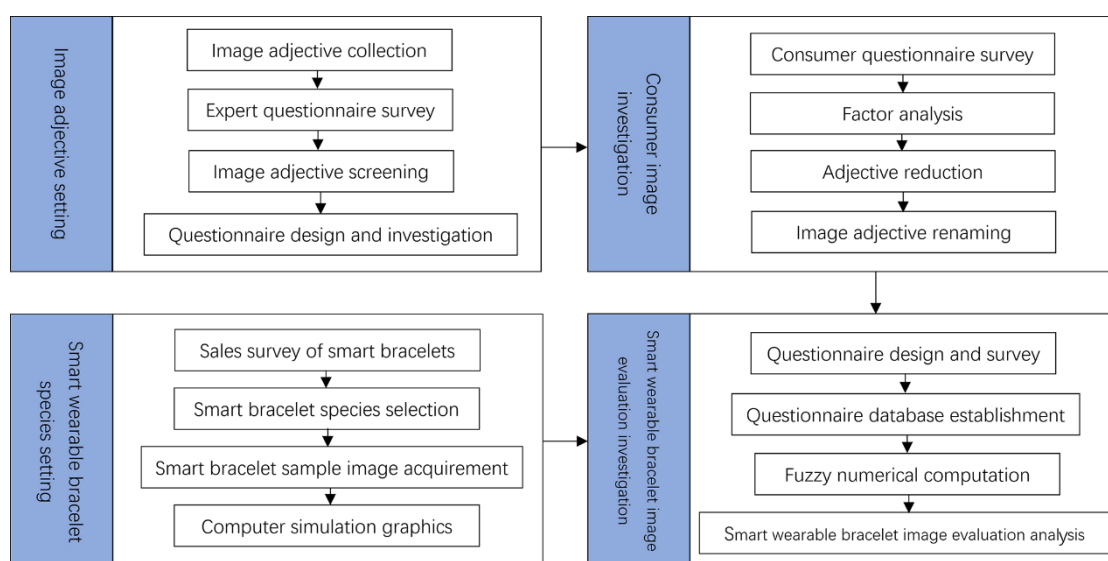 Image adjective setting
Image adjective collection
Expert questionnaire survey
Image adjective screening
Questionnaire design and investigation
Consumer image
investigation
Consumer questionnaire survey
Factor analysis
Adjective reduction
Image adjective renaming
Smart wearable bracelet
species setting
Sales survey of smart bracelets
Smart bracelet species selection
Smart bracelet sample image acquirement
Computer simulation graphics
Smart wearable bracelet image
evaluation investigation
Questionnaire design and survey
Questionnaire database establishment
Fuzzy numerical computation
Smart wearable bracelet image evaluation analysis